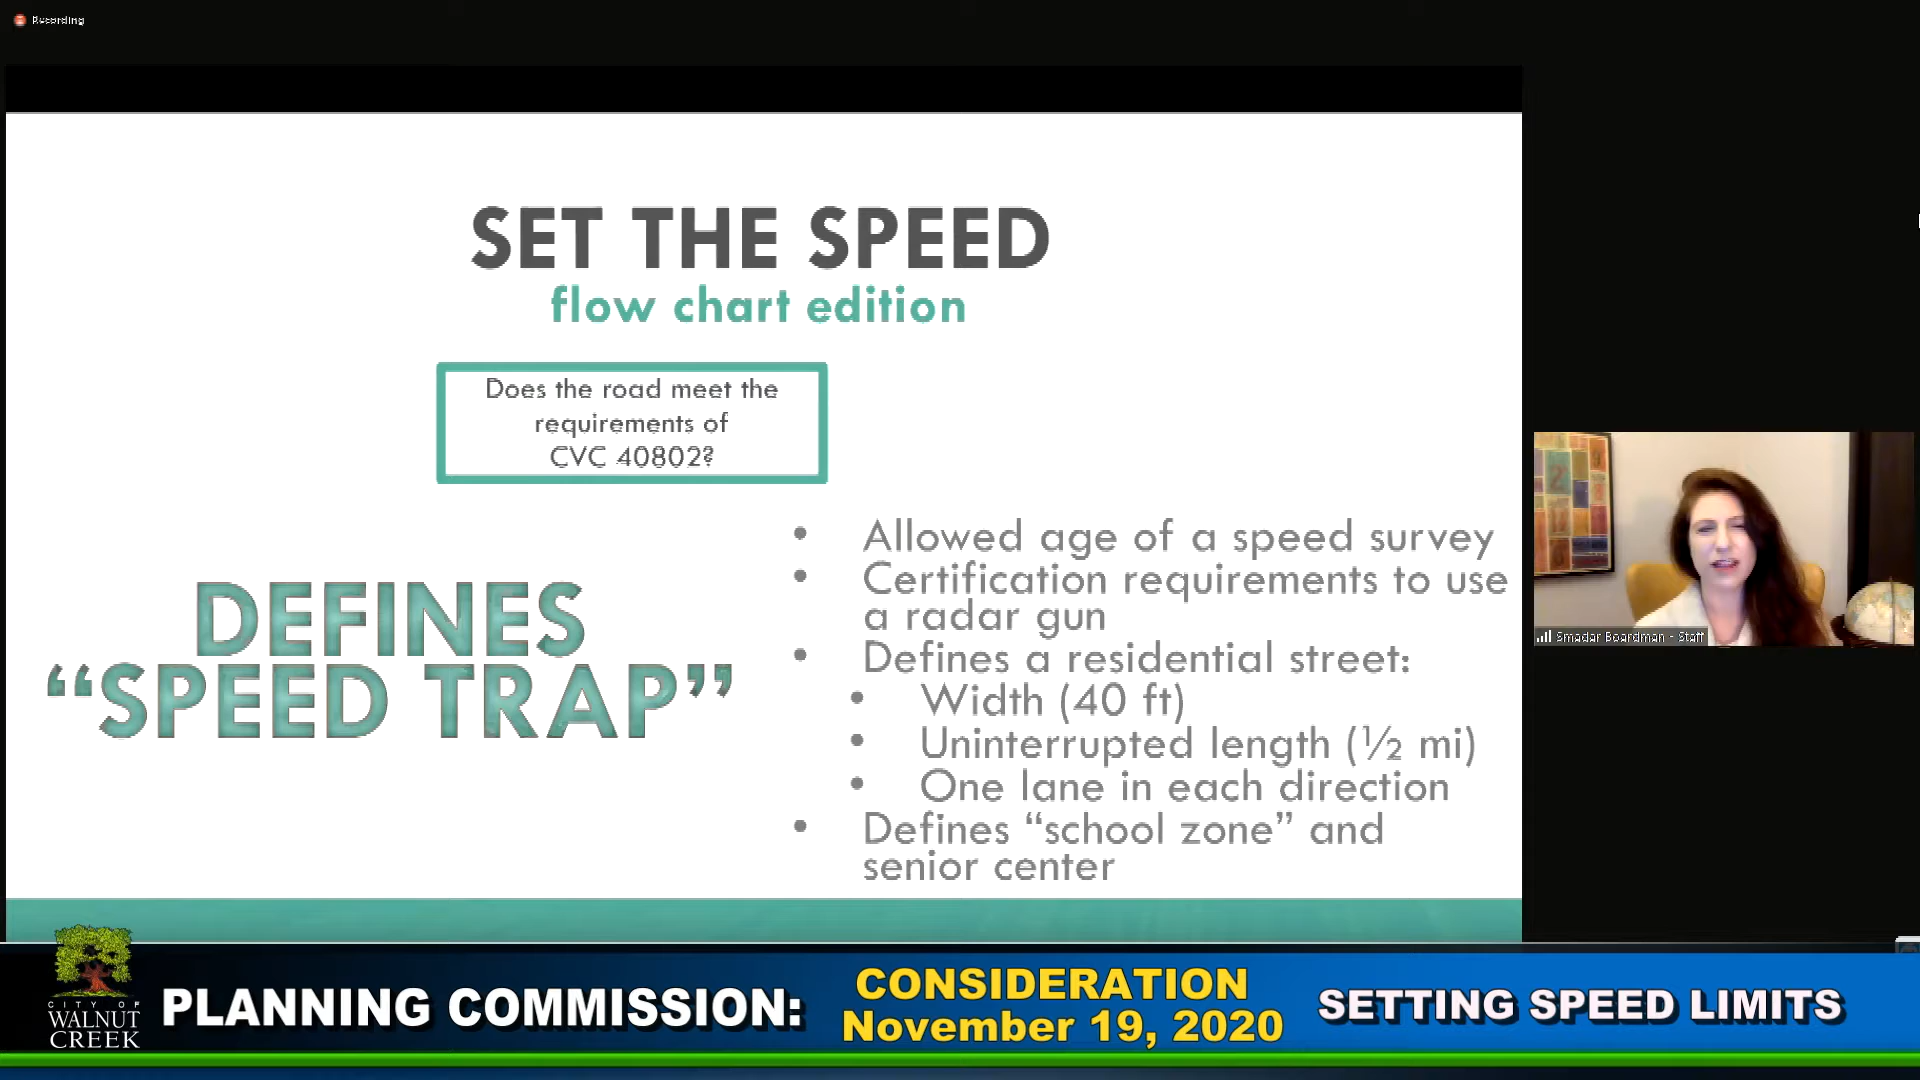 Recording
SET THE SPEED
flow chart edition
Does the road meet the
requirements of
CVC 40802?
DEFINES
“SPEED TRAP”
• Allowed age of a speed survey
• Certification requirements to use
a radar gun
• Defines a residential street:
• Width (40 ft)
• Uninterrupted length (½ mi)
• One lane in each direction
• Defines “school zone” and
senior center
Smadar Boardman - Staff
CITY OF
WALNUT
CREEK
PLANNING COMMISSION:
CONSIDERATION
November 19, 2020
SETTING SPEED LIMITS